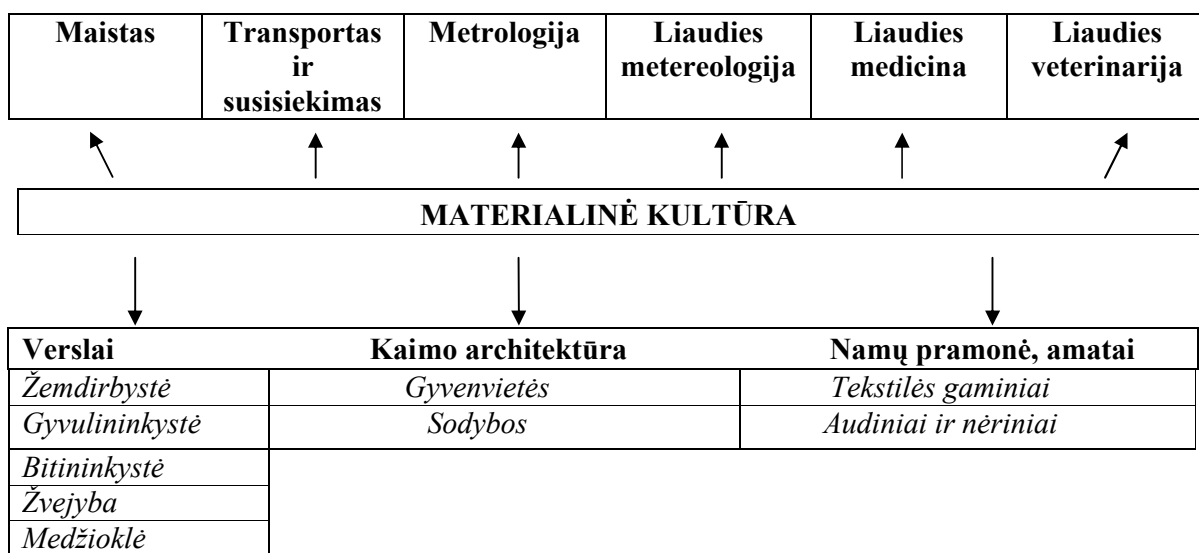 Maistas Transportas ir susisiekimas Metrologija Liaudies metereologija Liaudies medicina Liaudies veterinarija
MATERIALINĖ KULTŪRA
Verslai Kaimo architektūra Namų pramonė, amatai
Žemdirbystė Gyvenvietės Tekstilės gaminiai
Gyvulininkystė Sodybos Audiniai ir nėriniai
Bitininkystė
Žvejyba
Medžioklė